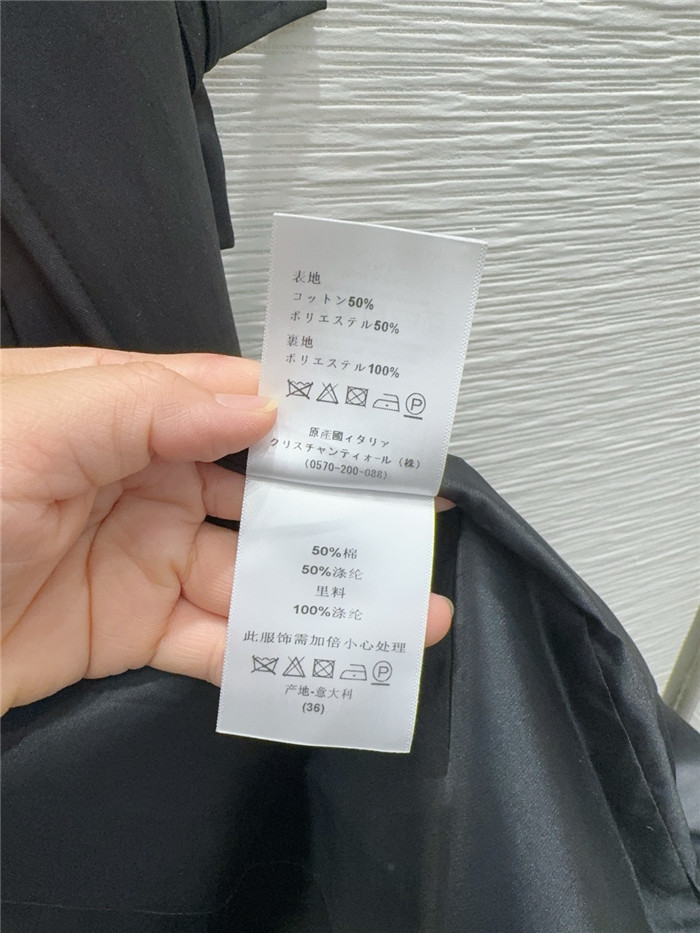 表地
コットン50%
ポリエステル50%
裏地
ポリエステル100%
P
原産國ィタリァ
クリスチャンティオール（株）
(0570-200-088)
50%棉
50%涤纶
里料
100%涤纶
此服饰需加倍小心处理
P
产地-意大利
(36)